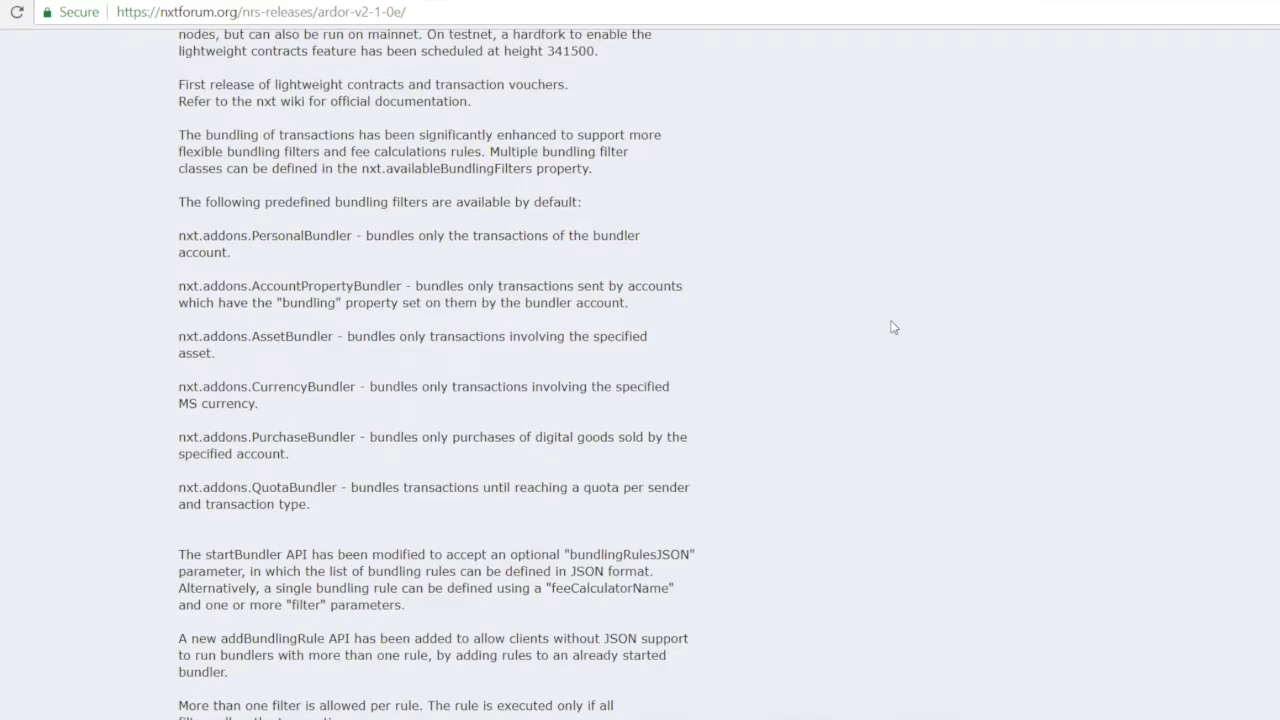 Secure
https://nxtforum.org/nrs-releases/ardor-v2-1-0e/
nodes, but can also be run on mainnet. On testnet, a hardfork to enable the
lightweight contracts feature has been scheduled at height 341500.
First release of lightweight contracts and transaction vouchers.
Refer to the nxt wiki for official documentation.
The bundling of transactions has been significantly enhanced to support more
flexible bundling filters and fee calculations rules. Multiple bundling filter
classes can be defined in the nxt.availableBundlingFilters property.
The following predefined bundling filters are available by default:
nxt.addons.PersonalBundler - bundles only the transactions of the bundler
account.
nxt.addons.AccountPropertyBundler - bundles only transactions sent by accounts
which have the "bundling" property set on them by the bundler account.
nxt.addons.AssetBundler - bundles only transactions involving the specified
asset.
nxt.addons.CurrencyBundler - bundles only transactions involving the specified
MS currency.
nxt.addons.PurchaseBundler - bundles only purchases of digital goods sold by the
specified account.
nxt.addons.QuotaBundler - bundles transactions until reaching a quota per sender
and transaction type.
The startBundler API has been modified to accept an optional "bundlingRulesJSON"
parameter, in which the list of bundling rules can be defined in JSON format.
Alternatively, a single bundling rule can be defined using a "feeCalculatorName"
and one or more "filter" parameters.
A new addBundlingRule API has been added to allow clients without JSON support
to run bundlers with more than one rule, by adding rules to an already started
bundler.
More than one filter is allowed per rule. The rule is executed only if all